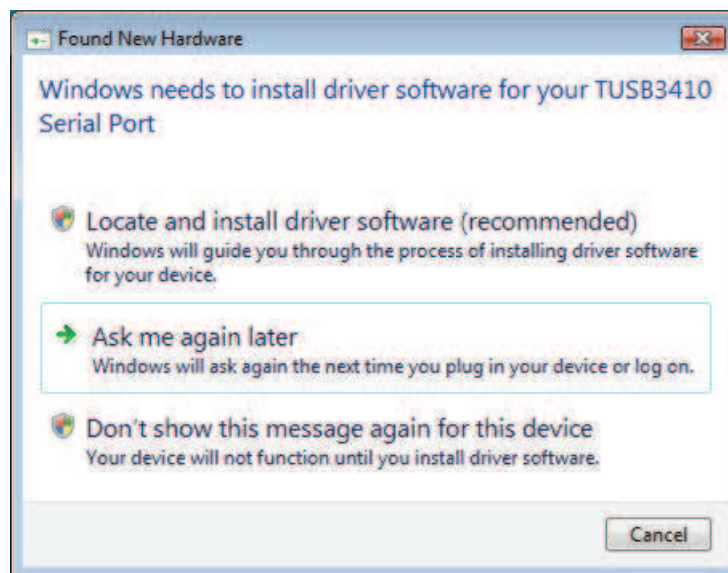 Found New Hardware
Windows needs to install driver software for your TUSB3410
Serial Port
Locate and install driver software (recommended)
Windows will guide you through the process of installing driver software
for your device.
Ask me again later
Windows will ask again the next time you plug in your device or log on.
Don't show this message again for this device
Your device will not function until you install driver software.
Cancel